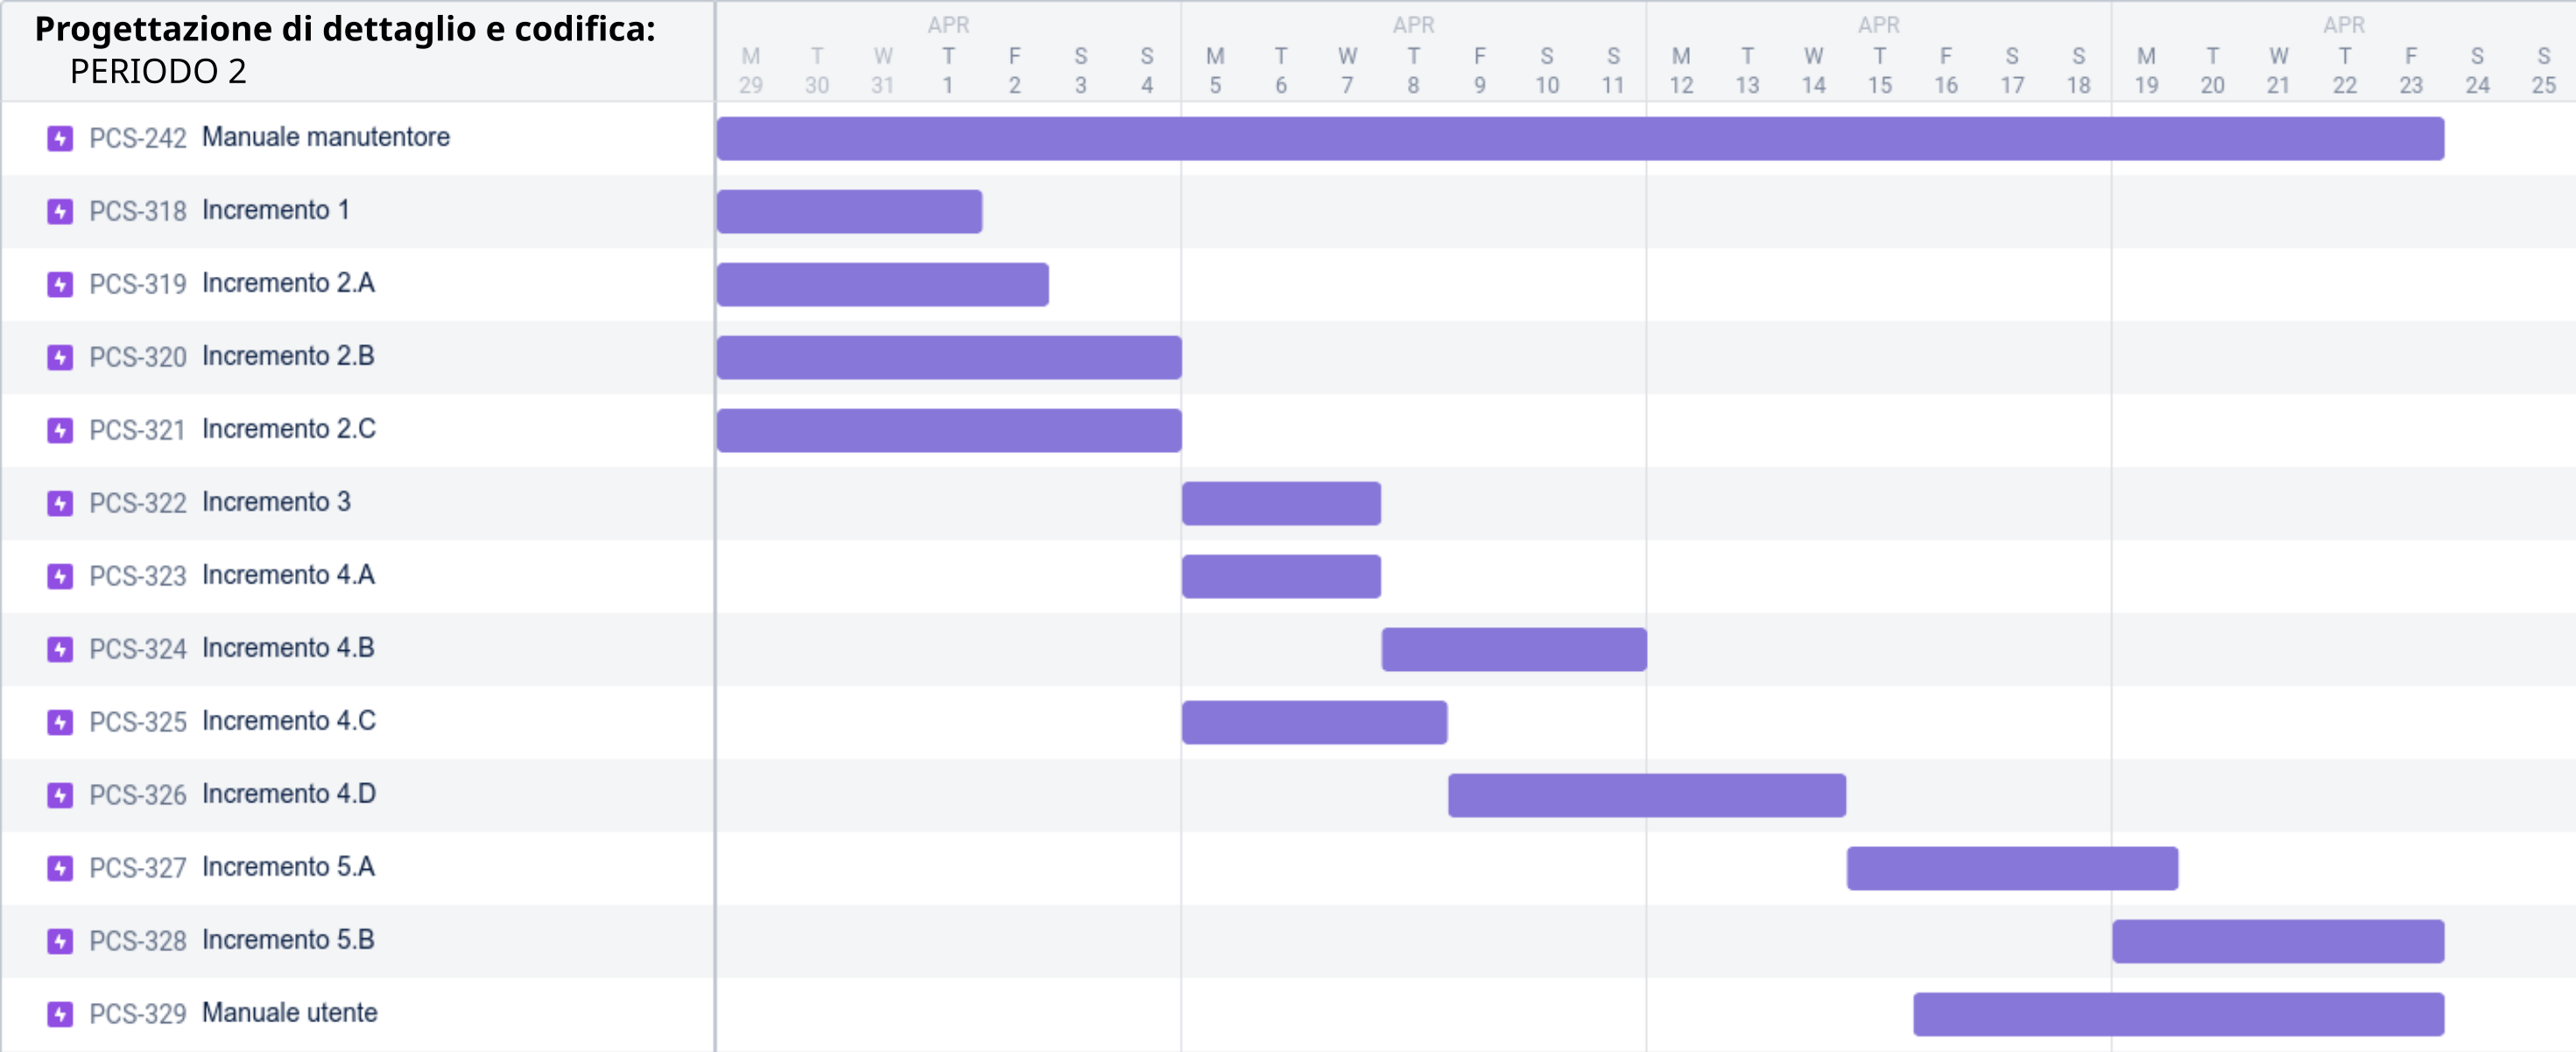 Progettazione di dettaglio e codifica:
PERIODO 2
APR APR APR APR
M T W T F S S M T W T F S S M T W T F S S M T W T F S S
29 30 31 1 2 3 4 5 6 7 8 9 10 11 12 13 14 15 16 17 18 19 20 21 22 23 24 25
PCS-242 Manuale manutentore
PCS-318 Incremento 1
PCS-319 Incremento 2.A
PCS-320 Incremento 2.B
PCS-321 Incremento 2.C
PCS-322 Incremento 3
PCS-323 Incremento 4.A
PCS-324 Incremento 4.B
PCS-325 Incremento 4.C
PCS-326 Incremento 4.D
PCS-327 Incremento 5.A
PCS-328 Incremento 5.B
PCS-329 Manuale utente